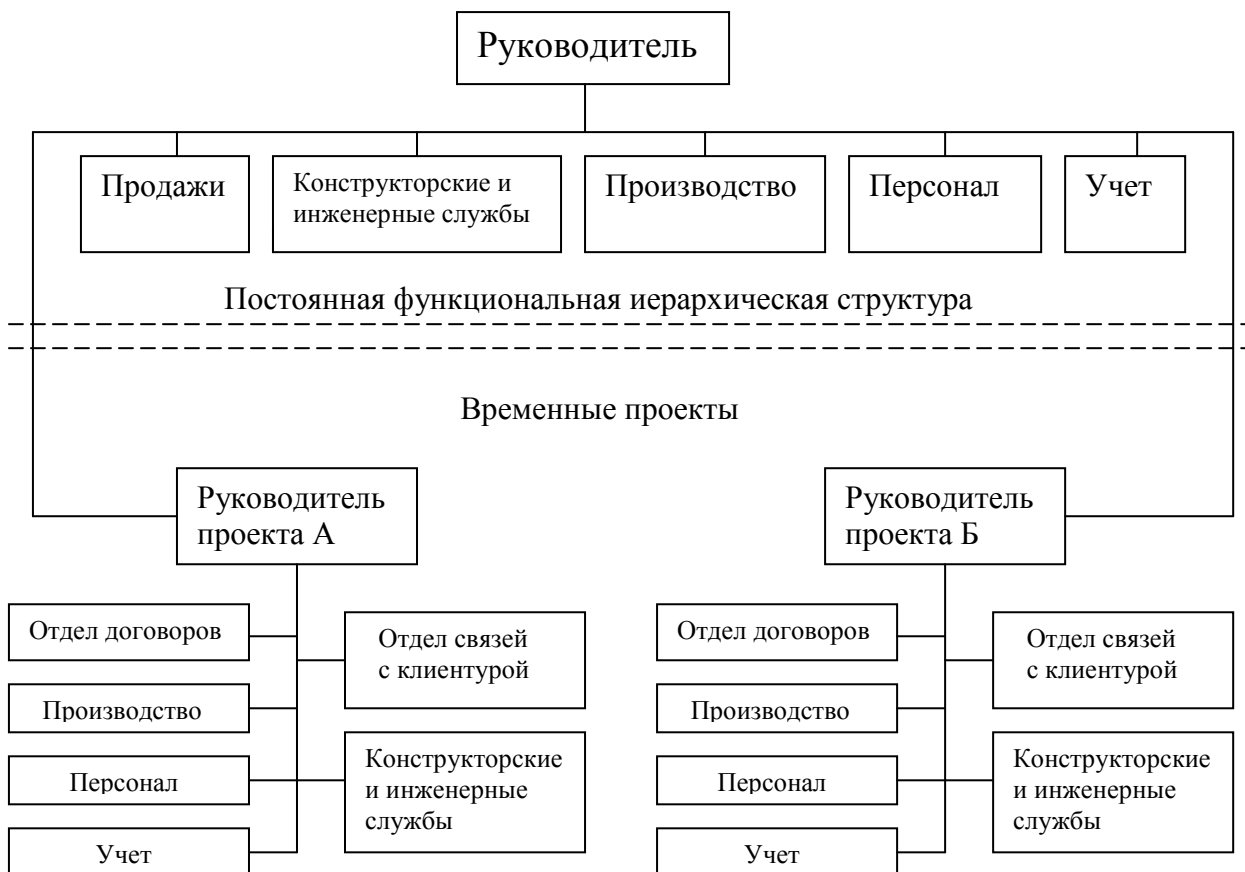 Руководитель
Продажи
Конструкторские и
инженерные службы
Производство
Персонал
Учет
Постоянная функциональная иерархическая структура
Временные проекты
Руководитель
проекта А
Руководитель
проекта Б
Отдел договоров
Отдел связей
с клиентурой
Производство
Персонал
Конструкторские
и инженерные
службы
Учет
Отдел договоров
Отдел связей
с клиентурой
Производство
Персонал
Конструкторские
и инженерные
службы
Учет